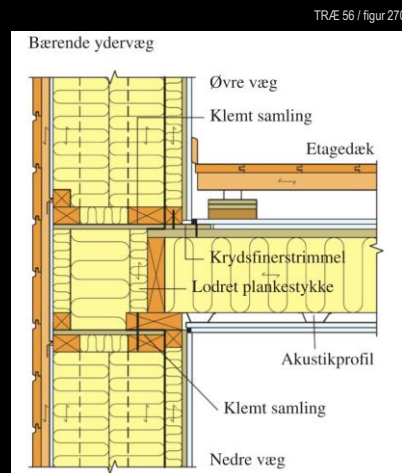 TRÆ 56 / figur 270
Bærende ydervæg
Øvre væg
Klemt samling
Etagedæk
Krydsfinerstrimmel
Lodret plankestykke
Akustikprofil
Klemt samling
Nedre væg